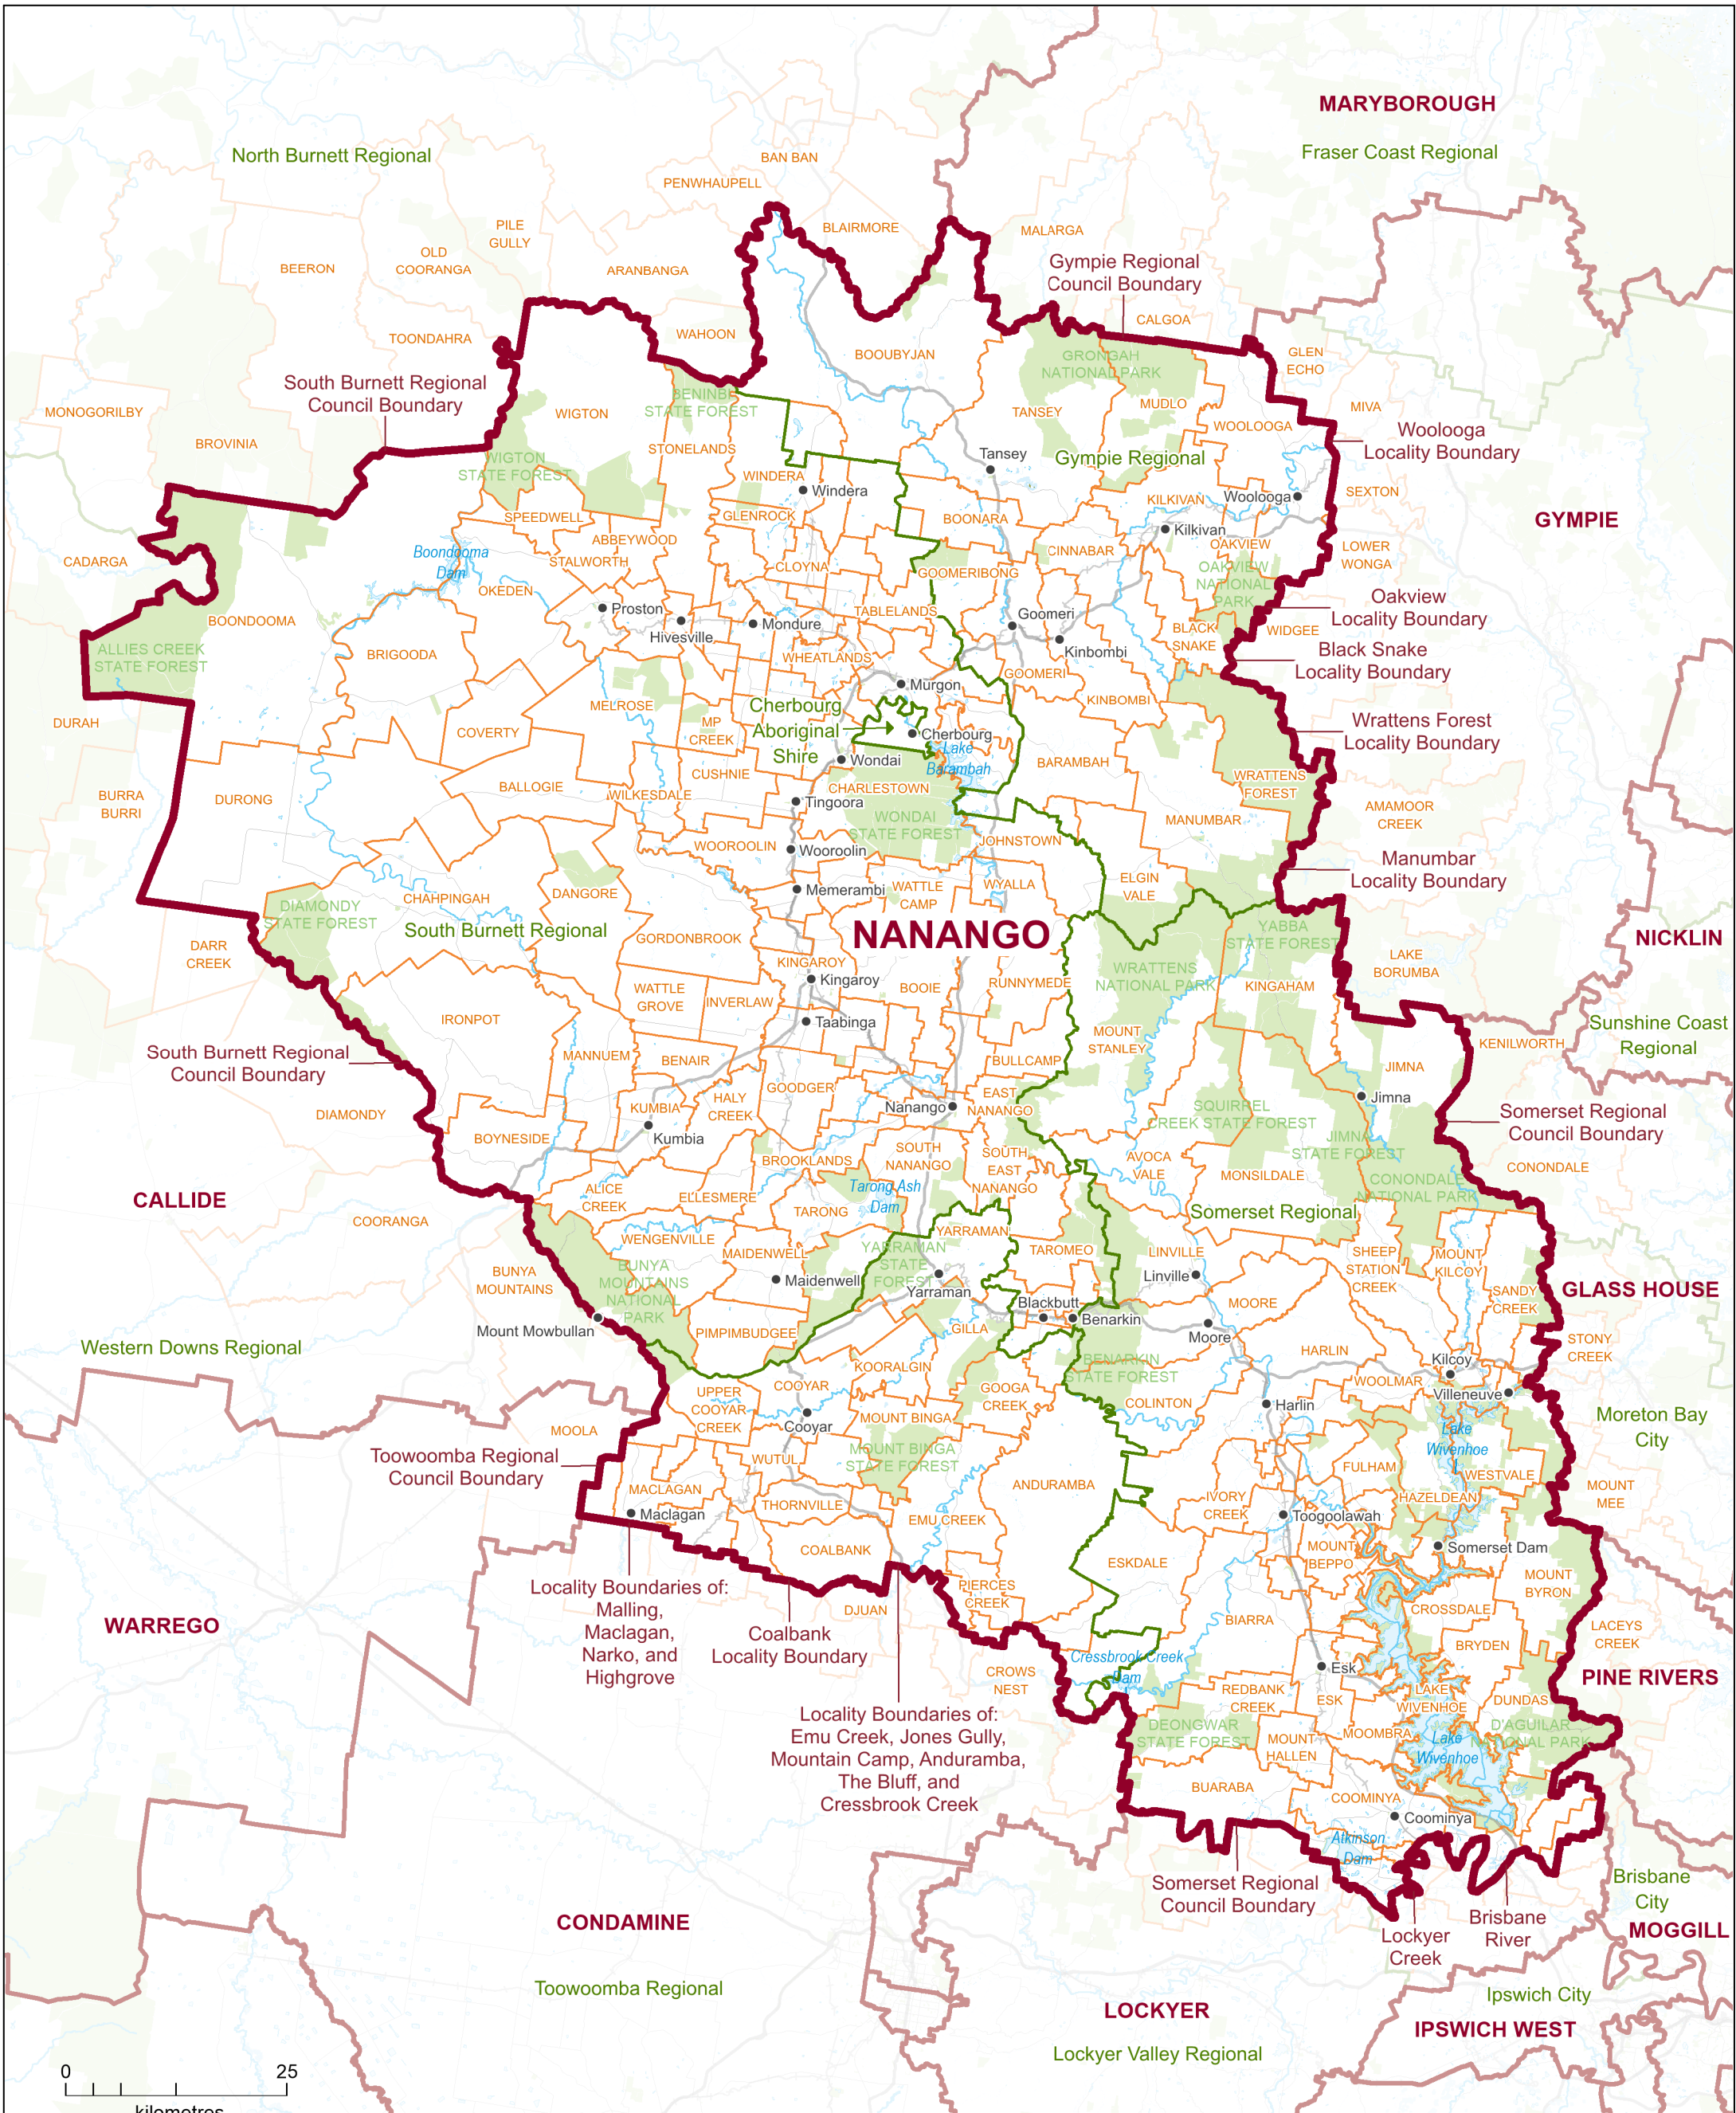 MARYBOROUGH
Fraser Coast Regional
North Burnett Regional
BAN BAN
PENWHAUPELL
PILE
GULLY
BLAIRMORE
MALARGA
OLD
COORANGA
BEERON
ARANBANGA
Gympie Regional
Council Boundary
CALGOA
TOONDAHRA
WAHOON
BOOUBYJAN
GRONGAH
NATIONAL PARK
GLEN
ECHO
South Burnett Regional
Council Boundary
MONOGORILBY
BROVINIA
WIGTON
BENINBI
STATE FOREST
TANSEY
MUDLO
MIVA
WOOLOOGA
Woolooga
Locality Boundary
STONELANDS
WIGTON
STATE FOREST
Tansey
Gympie Regional
WINDERA
Windera
KILKIVAN
Woolooga
SEXTON
GYMPIE
SPEEDWELL
GLENROCK
BOONARA
Kilkivan
ABBEYWOOD
Boondooma
Dam
CADARGA
STALWORTH
CLOYNA
CINNABAR
OAKVIEW
LOWER
WONGA
GOOMERIBONG
OAKVIEW
NATIONAL
PARK
OKEDEN
Oakview
Locality Boundary
BOONDOOMA
Proston
Hivesville
Mondure
TABLELANDS
Goomeri
BLACK
SNAKE
WIDGEE
ALLIES CREEK
STATE FOREST
BRIGOODA
WHEATLANDS
Kinbombi
Black Snake
Locality Boundary
GOOMERI
Murgon
KINBOMBI
DURAH
MELROSE
MP
CREEK
Cherbourg
Aboriginal
Shire
Cherbourg
Wrattens Forest
Locality Boundary
COVERTY
Lake
Barambah
Wondai
BARAMBAH
CUSHNIE
WRATTENS
FOREST
BURRA
BURRI
DURONG
BALLOGIE
WILKESDALE
CHARLESTOWN
Tingoora
WONDAI
STATE FOREST
AMAMOOR
CREEK
MANUMBAR
WOOROOLIN
Wooroolin
JOHNSTOWN
Manumbar
Locality Boundary
DANGORE
CHAHPINGAH
Memerambi
WATTLE
CAMP
WYALLA
ELGIN
VALE
DIAMONDY
STATE FOREST
South Burnett Regional
NANANGO
GORDONBROOK
YABBA
STATE FOREST
NICKLIN
DARR
CREEK
LAKE
BORUMBA
KINGAROY
Kingaroy
WRATTENS
NATIONAL PARK
BOOIE
RUNNYMEDE
KINGAHAM
WATTLE
GROVE
INVERLAW
IRONPOT
Taabinga
Sunshine Coast
Regional
MOUNT
STANLEY
KENILWORTH
South Burnett Regional
Council Boundary
MANNUEM
BENAIR
BULLCAMP
JIMNA
GOODGER
EAST
NANANGO
Jimna
DIAMONDY
KUMBIA
HALY
CREEK
Nanango
SQUIRREL
CREEK STATE FOREST
Somerset Regional
Council Boundary
BOYNESIDE
Kumbia
JIMNA
STATE FOREST
BROOKLANDS
SOUTH
NANANGO
SOUTH
EAST
NANANGO
AVOCA
VALE
MONSILDALE
CONONDALE
CONONDALE
NATIONAL PARK
CALLIDE
ALICE
CREEK
ELLESMERE
Tarong Ash
Dam
TARONG
Somerset Regional
COORANGA
WENGENVILLE
YARRAMAN
YARRAMAN
STATE
FOREST
MAIDENWELL
TAROMEO
LINVILLE
SHEEP
STATION
CREEK
MOUNT
KILCOY
BUNYA
MOUNTAINS
BUNYA
MOUNTAINS
NATIONAL
PARK
Maidenwell
Yarraman
Linville
SANDY
CREEK
GLASS HOUSE
Blackbutt
Benarkin
MOORE
Mount Mowbullan
PIMPIMBUDGEE
GILLA
Moore
Western Downs Regional
HARLIN
STONY
CREEK
KOORALGIN
BENARKIN
STATE FOREST
Kilcoy
UPPER
COOYAR
CREEK
COOYAR
GOOGA
CREEK
WOOLMAR
Villeneuve
COLINTON
Harlin
MOOLA
Cooyar
MOUNT BINGA
Moreton Bay
City
Toowoomba Regional
Council Boundary
Lake
Wivenhoe
WUTUL
MOUNT BINGA
STATE FOREST
FULHAM
WESTVALE
MACLAGAN
ANDURAMBA
MOUNT
MEE
THORNVILLE
IVORY
CREEK
HAZELDEAN
Maclagan
EMU CREEK
Toogoolawah
COALBANK
MOUNT
BEPPO
Somerset Dam
ESKDALE
Locality Boundaries of:
Malling,
Maclagan,
Narko, and
Highgrove
PIERCES
CREEK
MOUNT
BYRON
DJUAN
CROSSDALE
WARREGO
Coalbank
Locality Boundary
BIARRA
BRYDEN
LACEYS
CREEK
Cressbrook Creek
Dam
Esk
CROWS
NEST
PINE RIVERS
REDBANK
CREEK
ESK
LAKE
WIVENHOE
DUNDAS
Locality Boundaries of:
Emu Creek, Jones Gully,
Mountain Camp, Anduramba,
The Bluff, and
Cressbrook Creek
DEONGWAR
STATE FOREST
MOUNT
HALLEN
MOOMBRA
Lake
Wivenhoe
D'AGUILAR
NATIONAL PARK
BUARABA
COOMINYA
Coominya
Atkinson
Dam
Somerset Regional
Council Boundary
Brisbane
City
CONDAMINE
Lockyer
Creek
Brisbane
River
MOGGILL
Toowoomba Regional
Ipswich City
LOCKYER
IPSWICH WEST
Lockyer Valley Regional
0 25
kilometres